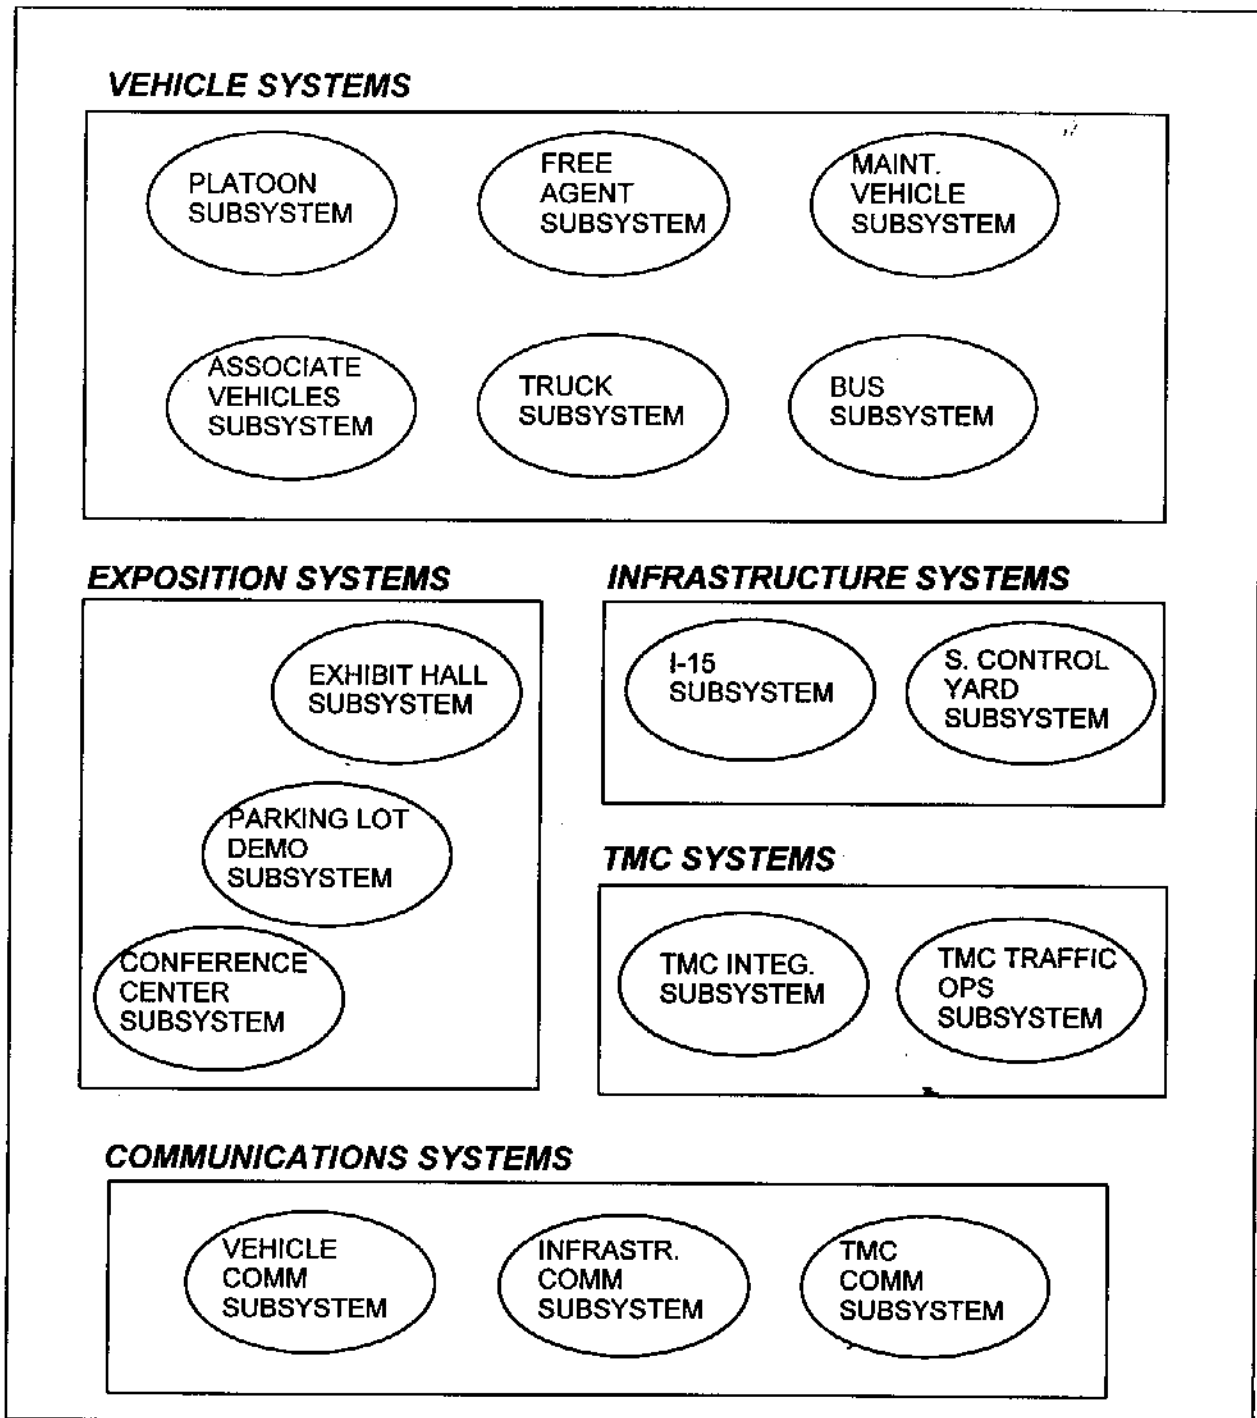 VEHICLE SYSTEMS
PLATOON
SUBSYSTEM
FREE
AGENT
SUBSYSTEM
MAINT.
VEHICLE
SUBSYSTEM
ASSOCIATE
VEHICLES
SUBSYSTEM
TRUCK
SUBSYSTEM
BUS
SUBSYSTEM
EXPOSITION SYSTEMS
EXHIBIT HALL
SUBSYSTEM
PARKING LOT
DEMO
SUBSYSTEM
CONFERENCE
CENTER
SUBSYSTEM
INFRASTRUCTURE SYSTEMS
I-15
SUBSYSTEM
S. CONTROL
YARD
SUBSYSTEM
TMC SYSTEMS
TMC INTEG.
SUBSYSTEM
TMC TRAFFIC
OPS
SUBSYSTEM
COMMUNICATIONS SYSTEMS
VEHICLE
COMM
SUBSYSTEM
INFRASTR.
COMM
SUBSYSTEM
TMC
COMM
SUBSYSTEM